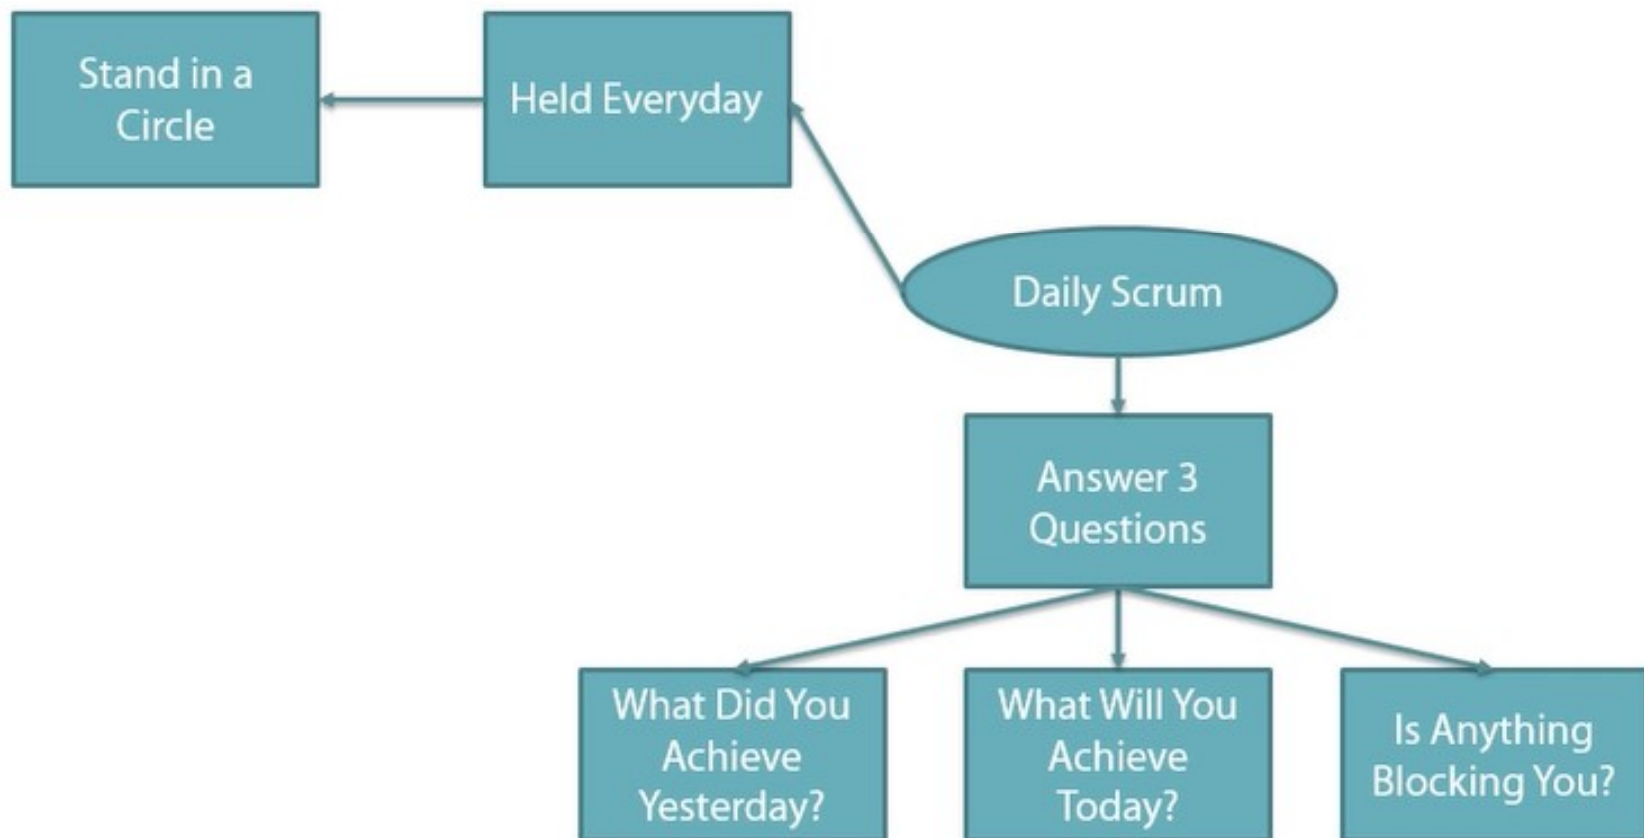 Stand in a
Circle
Held Everyday
Daily Scrum
Answer 3
Questions
What Did You
Achieve
Yesterday?
What Will You
Achieve
Today?
Is Anything
Blocking You?